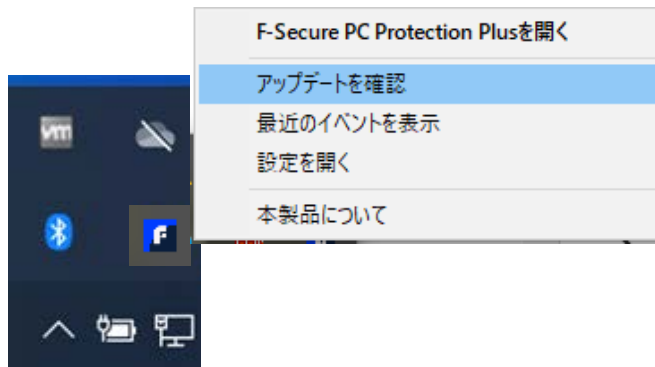 F-Secure PC Protection Plusを開く
アップデートを確認
最近のイベントを表示
設定を開く
本製品について
vm
F